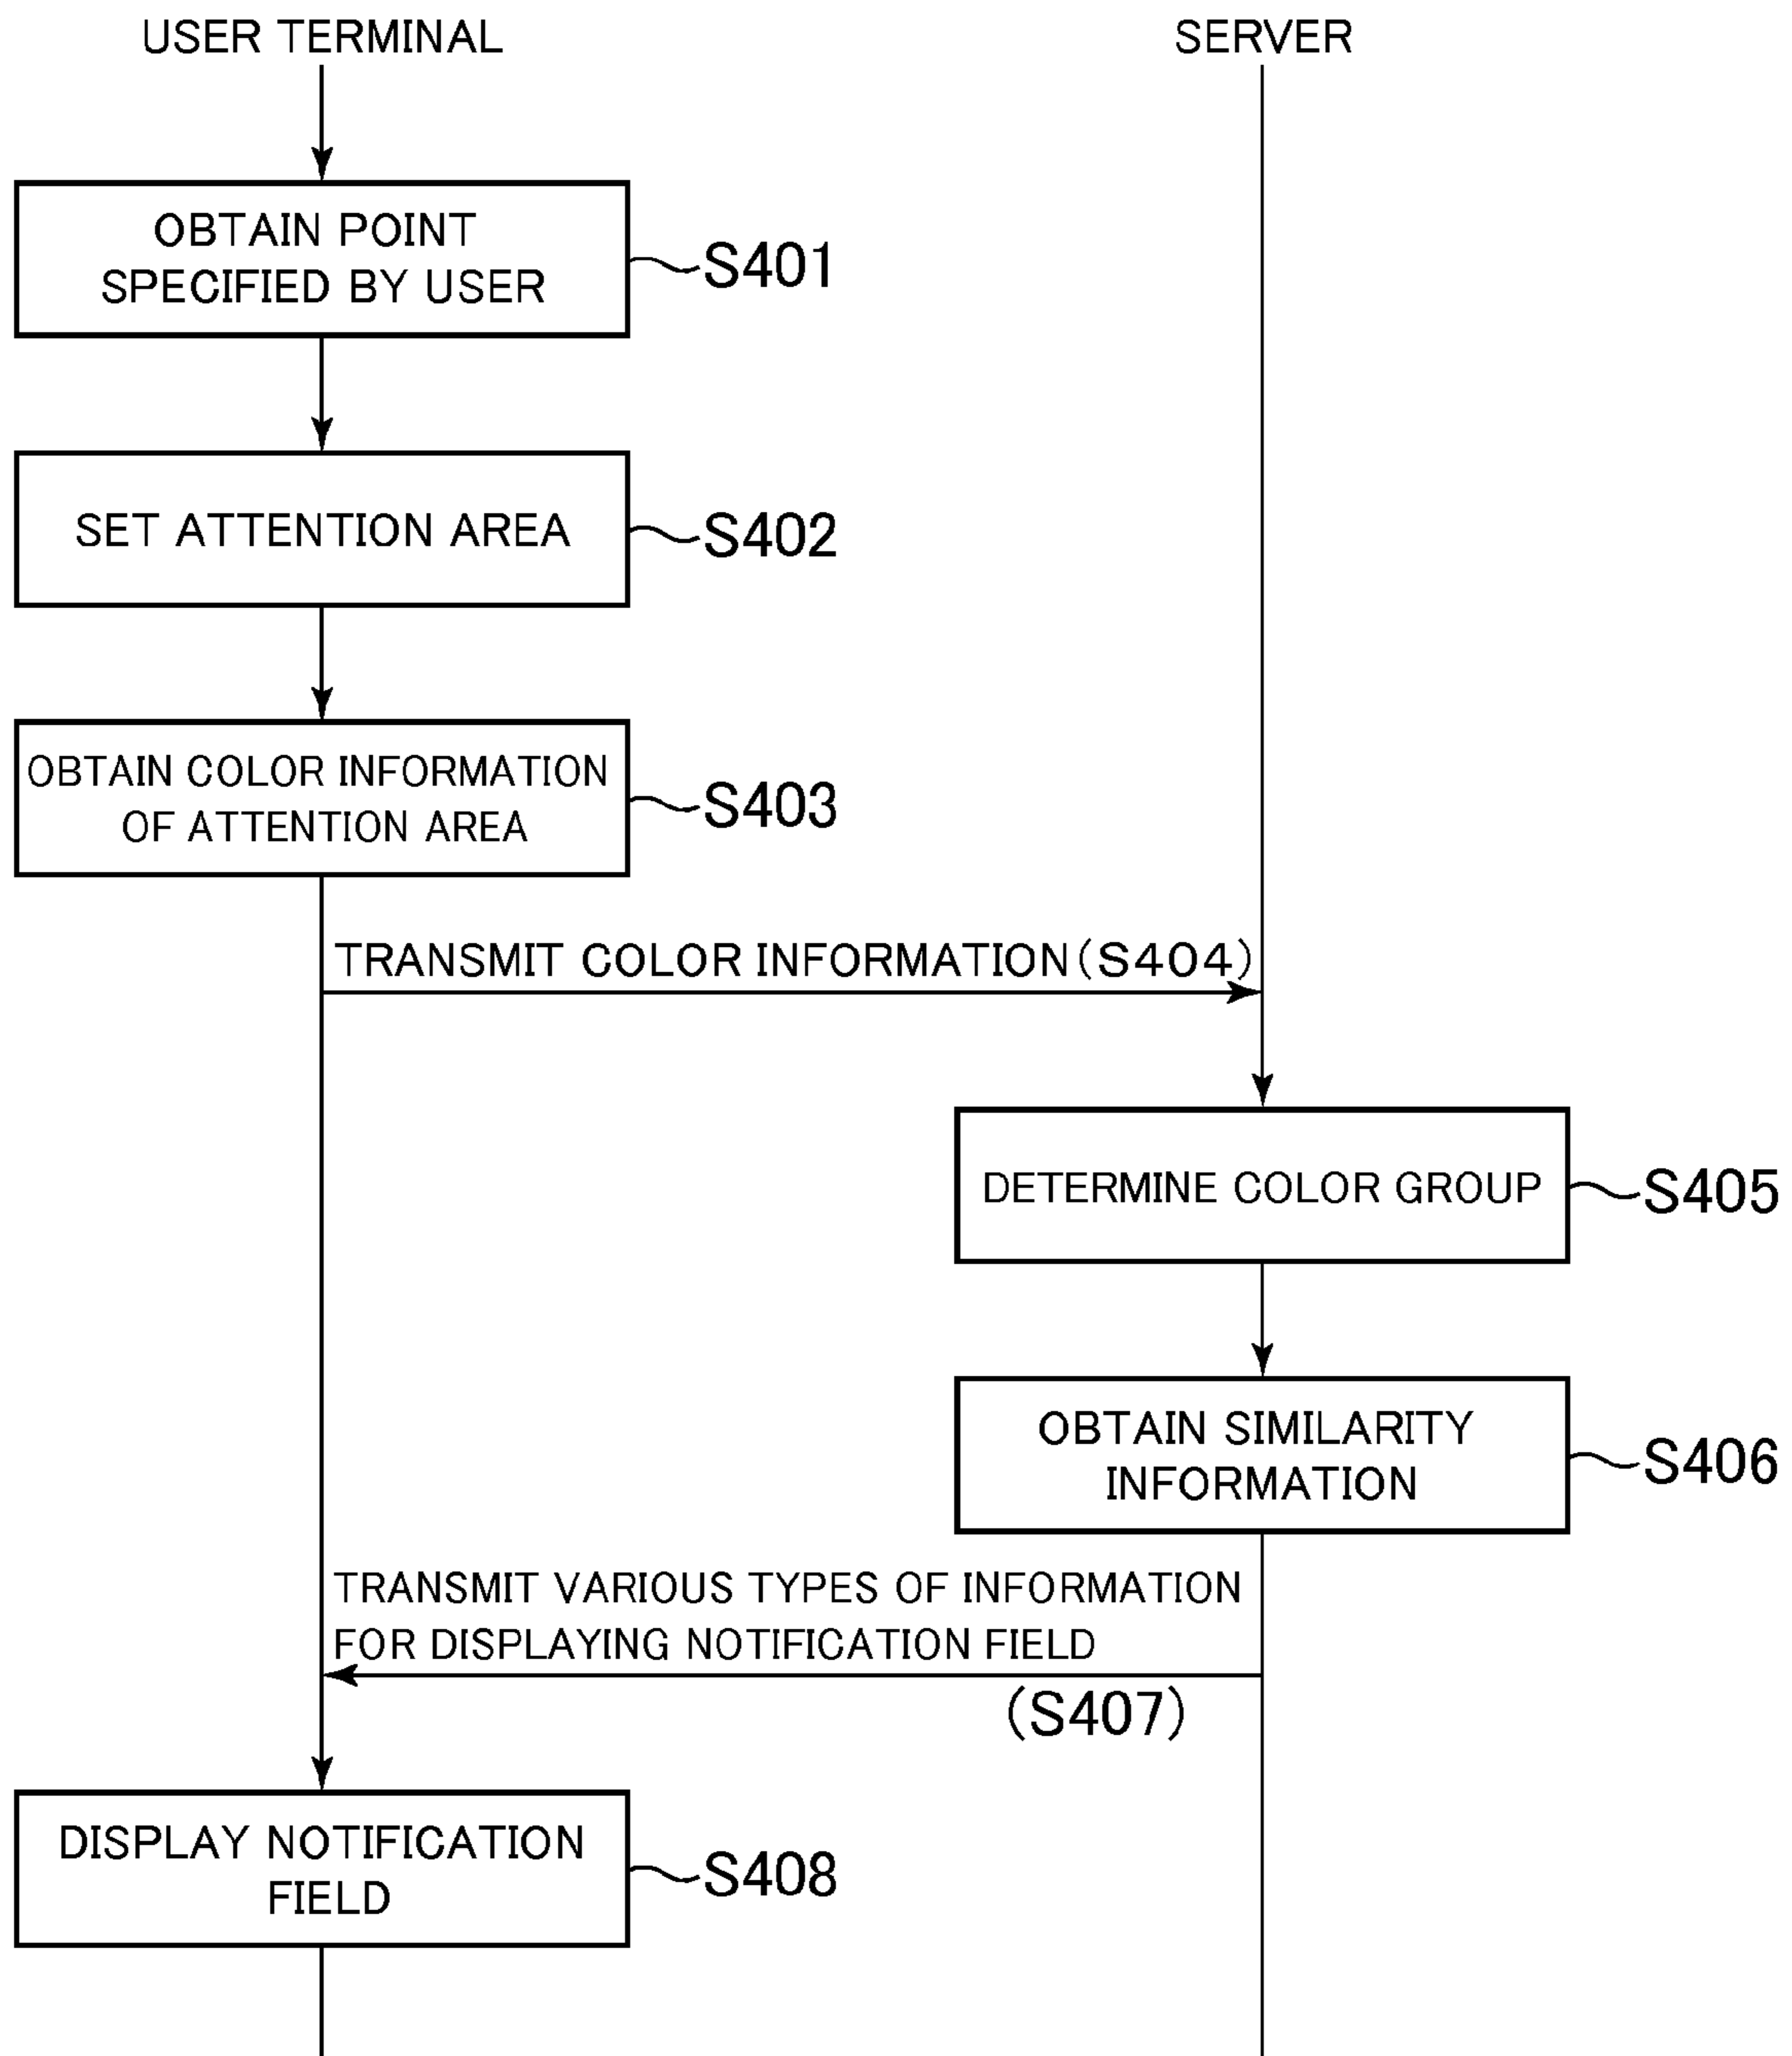 USER TERMINAL
SERVER
OBTAIN POINT
SPECIFIED BY USER
S401
SET ATTENTION AREA
S402
OBTAIN COLOR INFORMATION
OF ATTENTION AREA
S403
TRANSMIT COLOR INFORMATION(S404)
DETERMINE COLOR GROUP
S405
OBTAIN SIMILARITY
INFORMATION
S406
TRANSMIT VARIOUS TYPES OF INFORMATION
FOR DISPLAYING NOTIFICATION FIELD
(S407)
DISPLAY NOTIFICATION
FIELD
S408